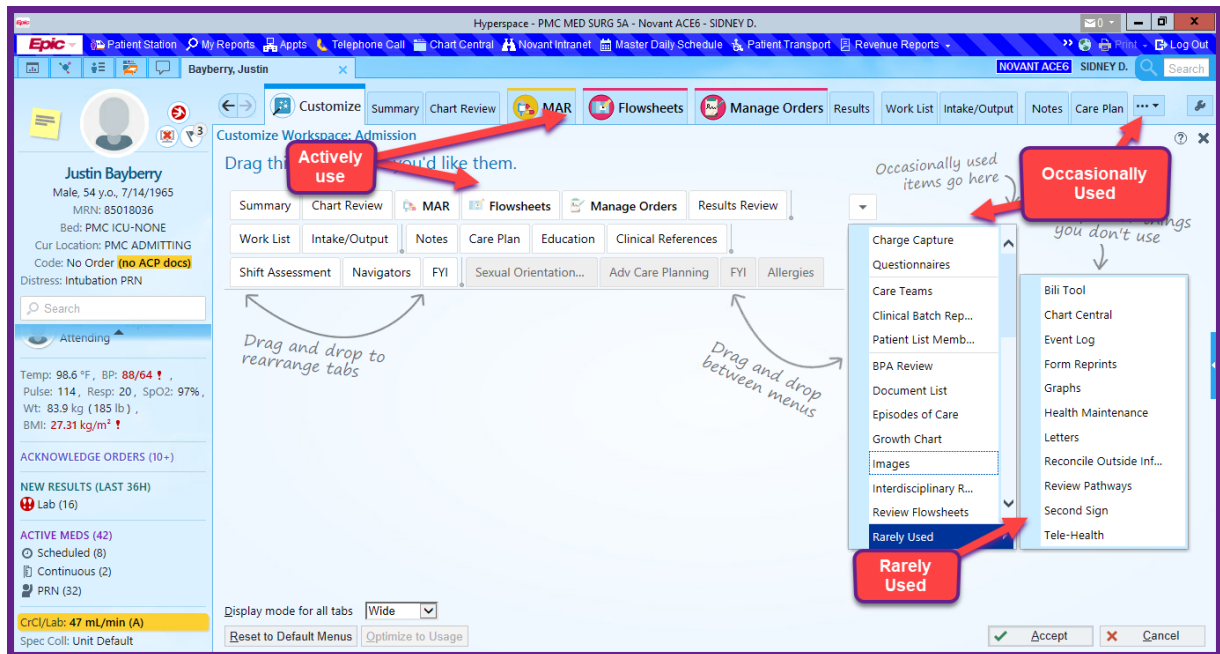 Epic
Hyperspace - PMC MED SURG 5A - Novant ACE6 - SIDNEY D.
0
Epic
Patient Station
My Reports
Appts
Telephone Call
Chart Central
Novant Intranet
Master Daily Schedule
Patient Transport
Revenue Reports
Print
Log Out
Bayberry, Justin
NOVANT ACE6
SIDNEY D.
Search
3
Justin Bayberry
Male, 54 y.o., 7/14/1965
MRN: 85018036
Bed: PMC ICU-NONE
Cur Location: PMC ADMITTING
Code: No Order (no ACP docs)
Distress: Intubation PRN
Search
Attending
Temp: 98.6 °F, BP: 88/64 !,
Pulse: 114, Resp: 20, SpO2: 97%,
Wt: 83.9 kg (185 lb),
BMI: 27.31 kg/m² !
ACKNOWLEDGE ORDERS (10+)
NEW RESULTS (LAST 36H)
Lab (16)
ACTIVE MEDS (42)
Scheduled (8)
Continuous (2)
PRN (32)
CrCl/Lab: 47 mL/min (A)
Spec Coll: Unit Default
Customize
Summary
Chart Review
MAR
Flowsheets
Manage Orders
Results
Work List
Intake/Output
Notes
Care Plan
Customize Workspace: Admission
Drag thi
you'd like them.
Actively
use
Summary
Chart Review
MAR
Flowsheets
Manage Orders
Results Review
Work List
Intake/Output
Notes
Care Plan
Education
Clinical References
Shift Assessment
Navigators
FYI
Sexual Orientation...
Adv Care Planning
FYI
Allergies
Drag and drop to
rearrange tabs
Drag and drop
between menus
Occasionally used
items go here
Occasionally
Used
things
you don't use
Charge Capture
Questionnaires
Care Teams
Clinical Batch Rep...
Patient List Memb...
BPA Review
Document List
Episodes of Care
Growth Chart
Images
Interdisciplinary R...
Review Flowsheets
Rarely Used
Bili Tool
Chart Central
Event Log
Form Reprints
Graphs
Health Maintenance
Letters
Reconcile Outside Inf...
Review Pathways
Second Sign
Tele-Health
Rarely
Used
Display mode for all tabs
Wide
Reset to Default Menus
Optimize to Usage
Accept
Cancel